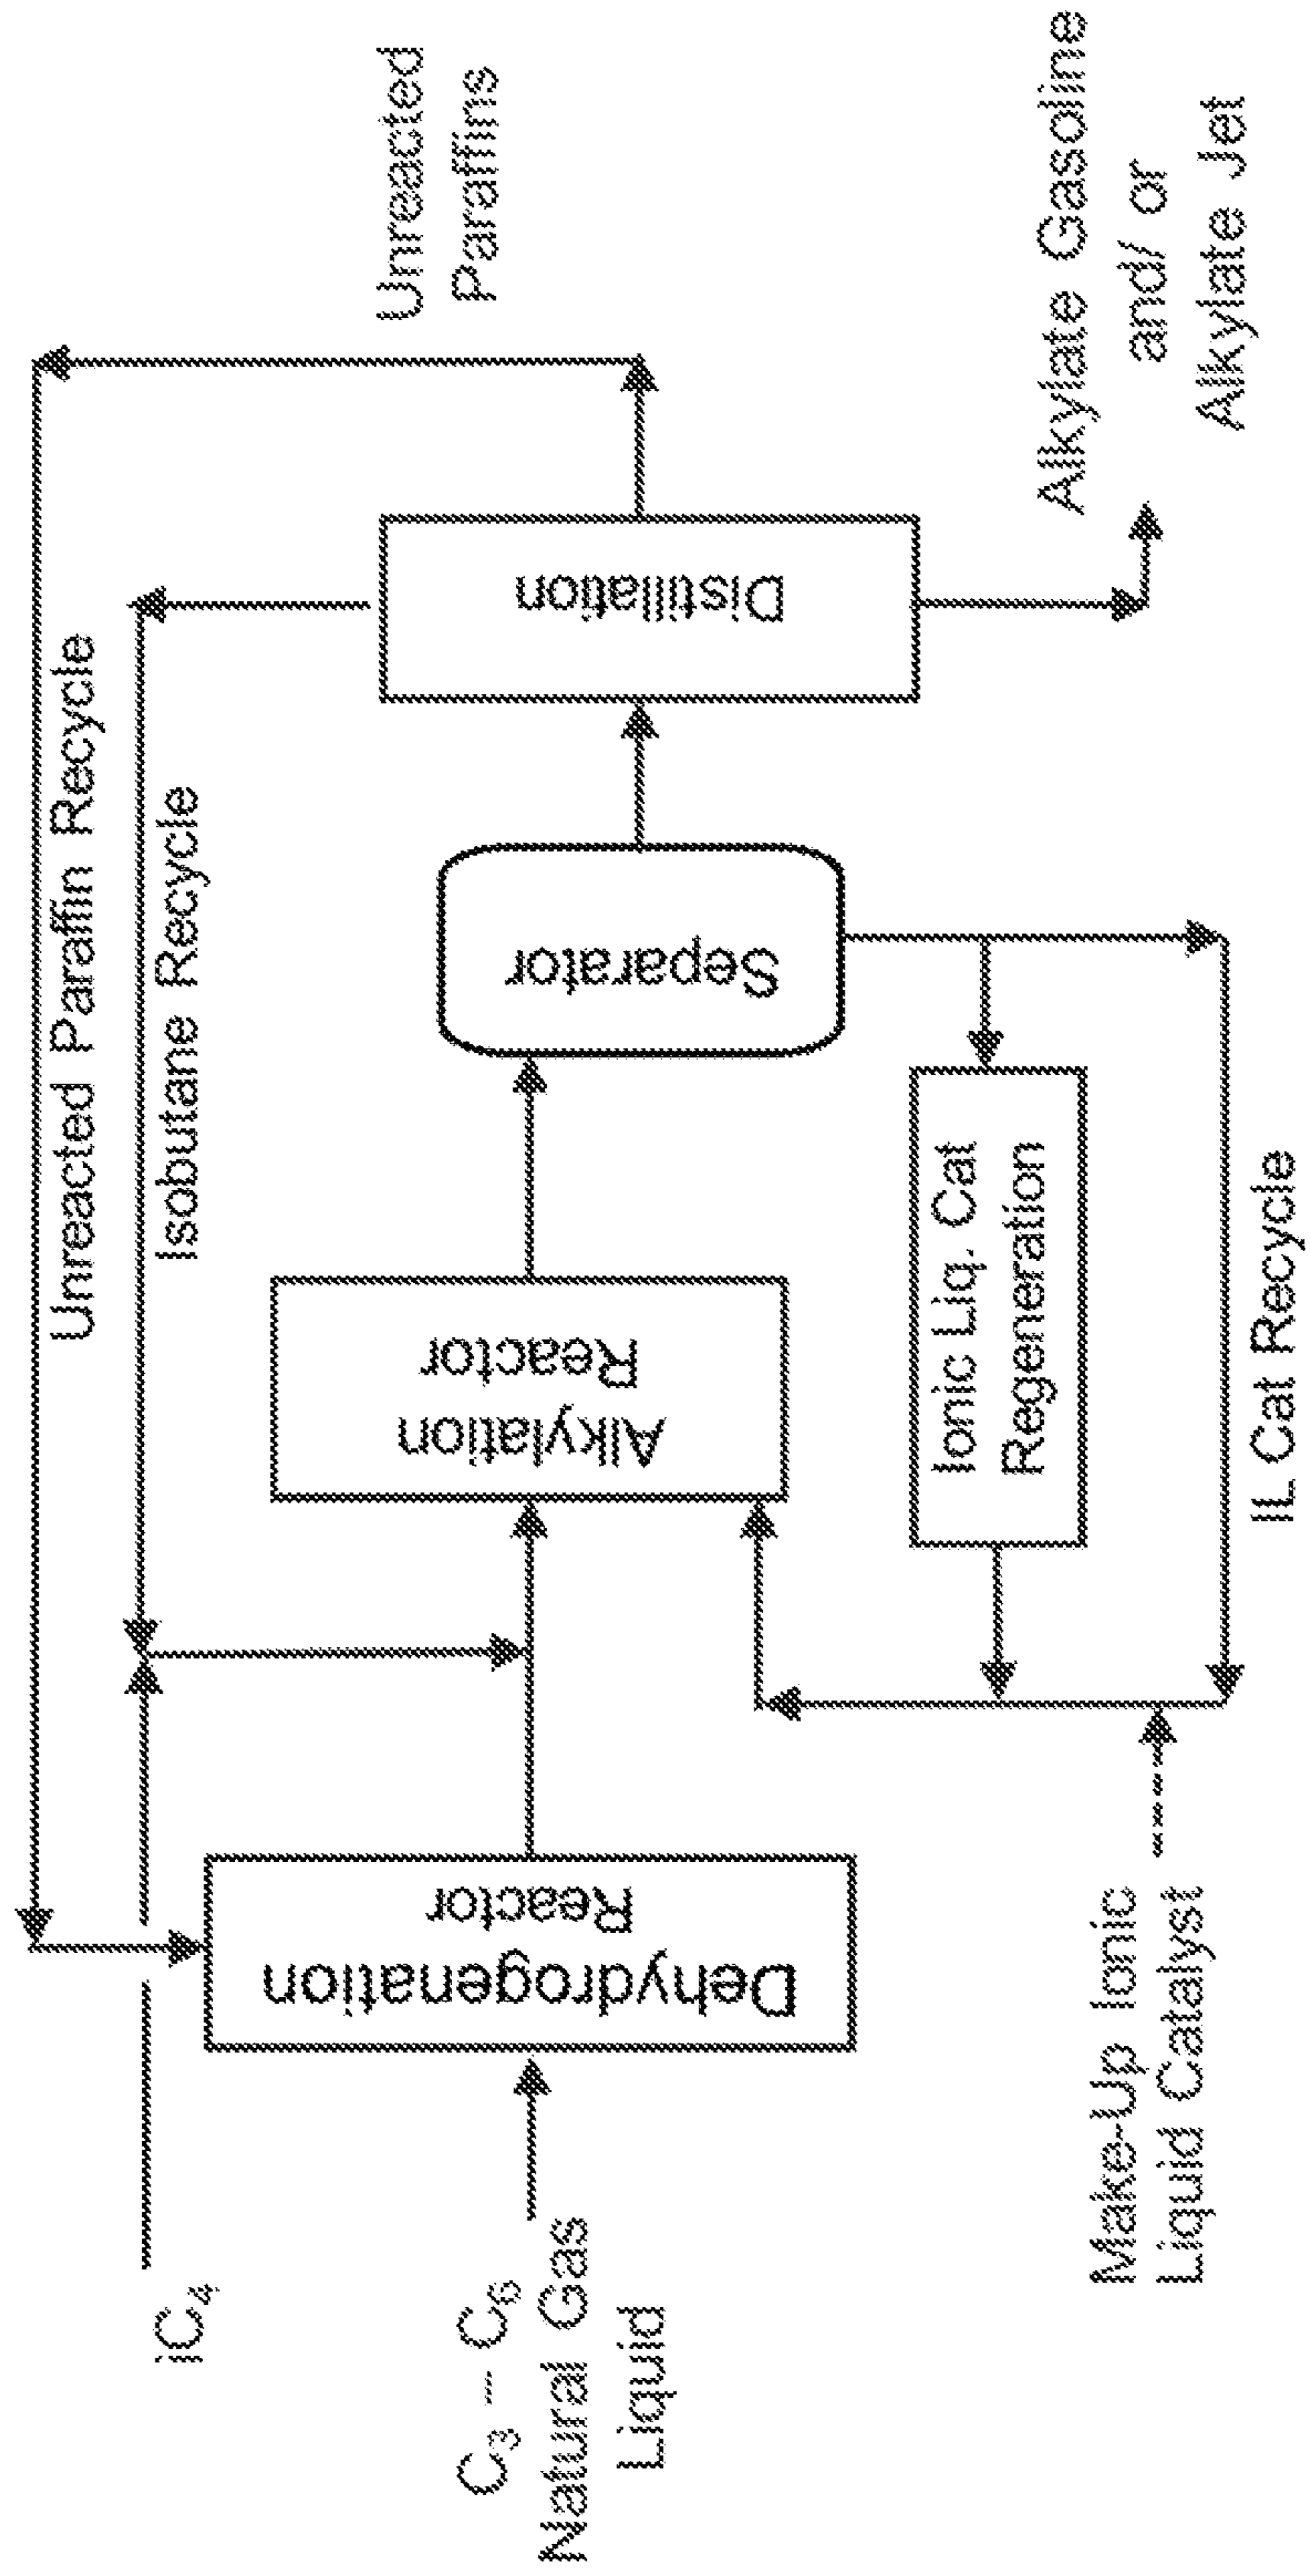 Unreacted Paraffin Recycle
Isobutane Recycle
Unreacted
Paraffins
iC₄
C₃ – C₆
Natural Gas
Liquid
Dehydrogenation
Reactor
Alkylation
Reactor
Separator
Distillation
Alkylate Gasoline
and/ or
Alkylate Jet
Ionic Liq. Cat
Regeneration
IL Cat Recycle
Make-Up Ionic
Liquid Catalyst